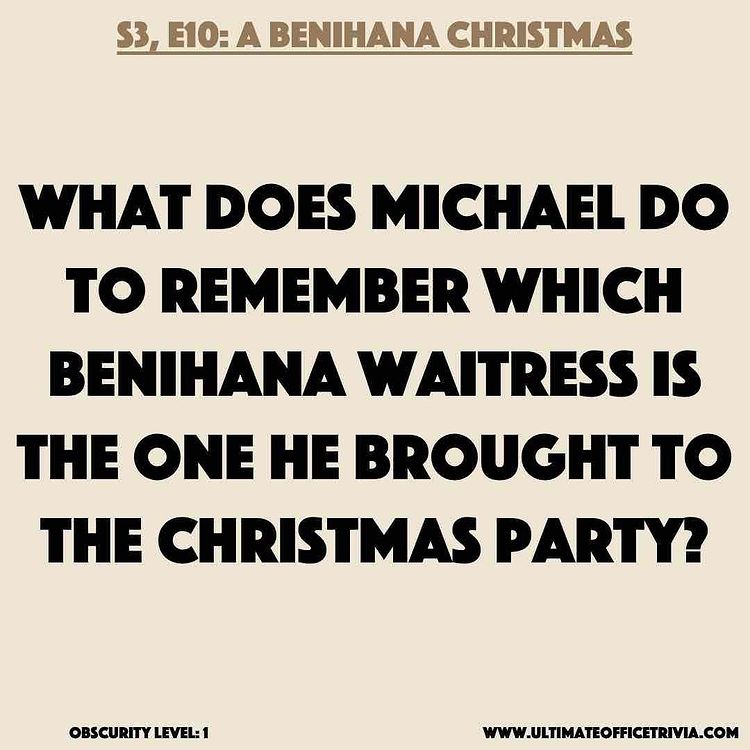 S3, E10: A BENIHANA CHRISTMAS
WHAT DOES MICHAEL DO
TO REMEMBER WHICH
BENIHANA WAITRESS IS
THE ONE HE BROUGHT TO
THE CHRISTMAS PARTY?
OBSCURITY LEVEL: 1
WWW.ULTIMATEOFFICETRIVIA.COM